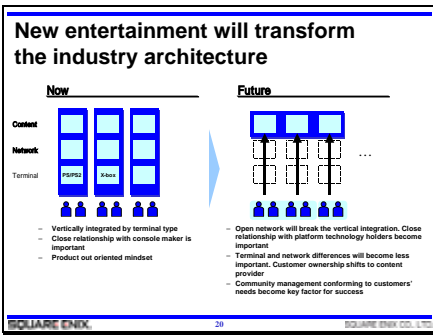 New entertainment will transform
the industry architecture
Now
Future
Content
Network
Terminal
PS/PS2
X-box
...
– Vertically integrated by terminal type
– Close relationship with console maker is
important
– Product out oriented mindset
– Open network will break the vertical integration. Close
relationship with platform technology holders become
important
– Terminal and network differences will become less
important. Customer ownership shifts to content
provider
– Community management conforming to customers'
needs become key factor for success
SQUARE ENIX.
20
SQUARE ENIX CO., LTD.